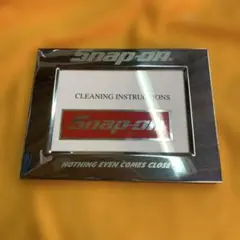 Snap-on
CLEANING INSTRUCTIONS
Snap-on
NOTHING EVEN COMES CLOSE